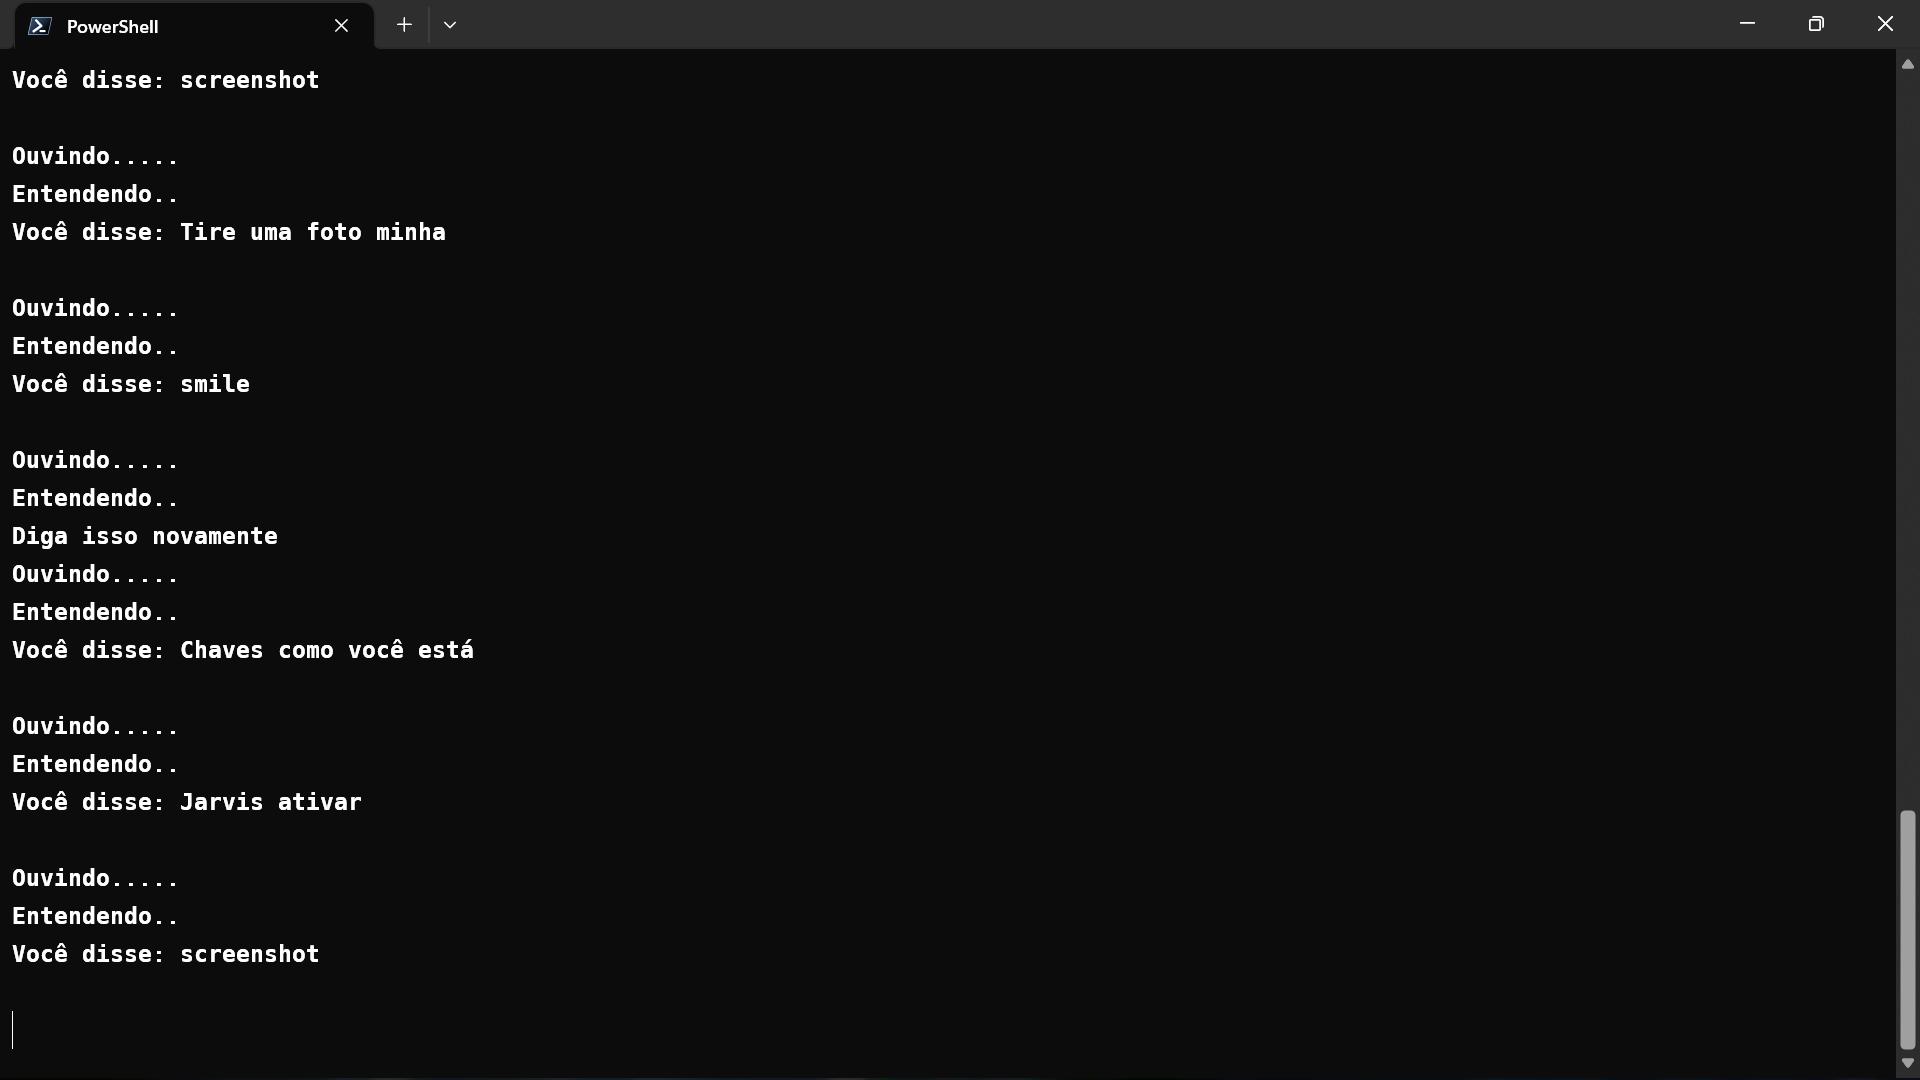 PowerShell
Você disse: screenshot
Ouvindo.....
Entendendo..
Você disse: Tire uma foto minha
Ouvindo.....
Entendendo..
Você disse: smile
Ouvindo.....
Entendendo..
Diga isso novamente
Ouvindo.....
Entendendo..
Você disse: Chaves como você está
Ouvindo.....
Entendendo..
Você disse: Jarvis ativar
Ouvindo.....
Entendendo..
Você disse: screenshot